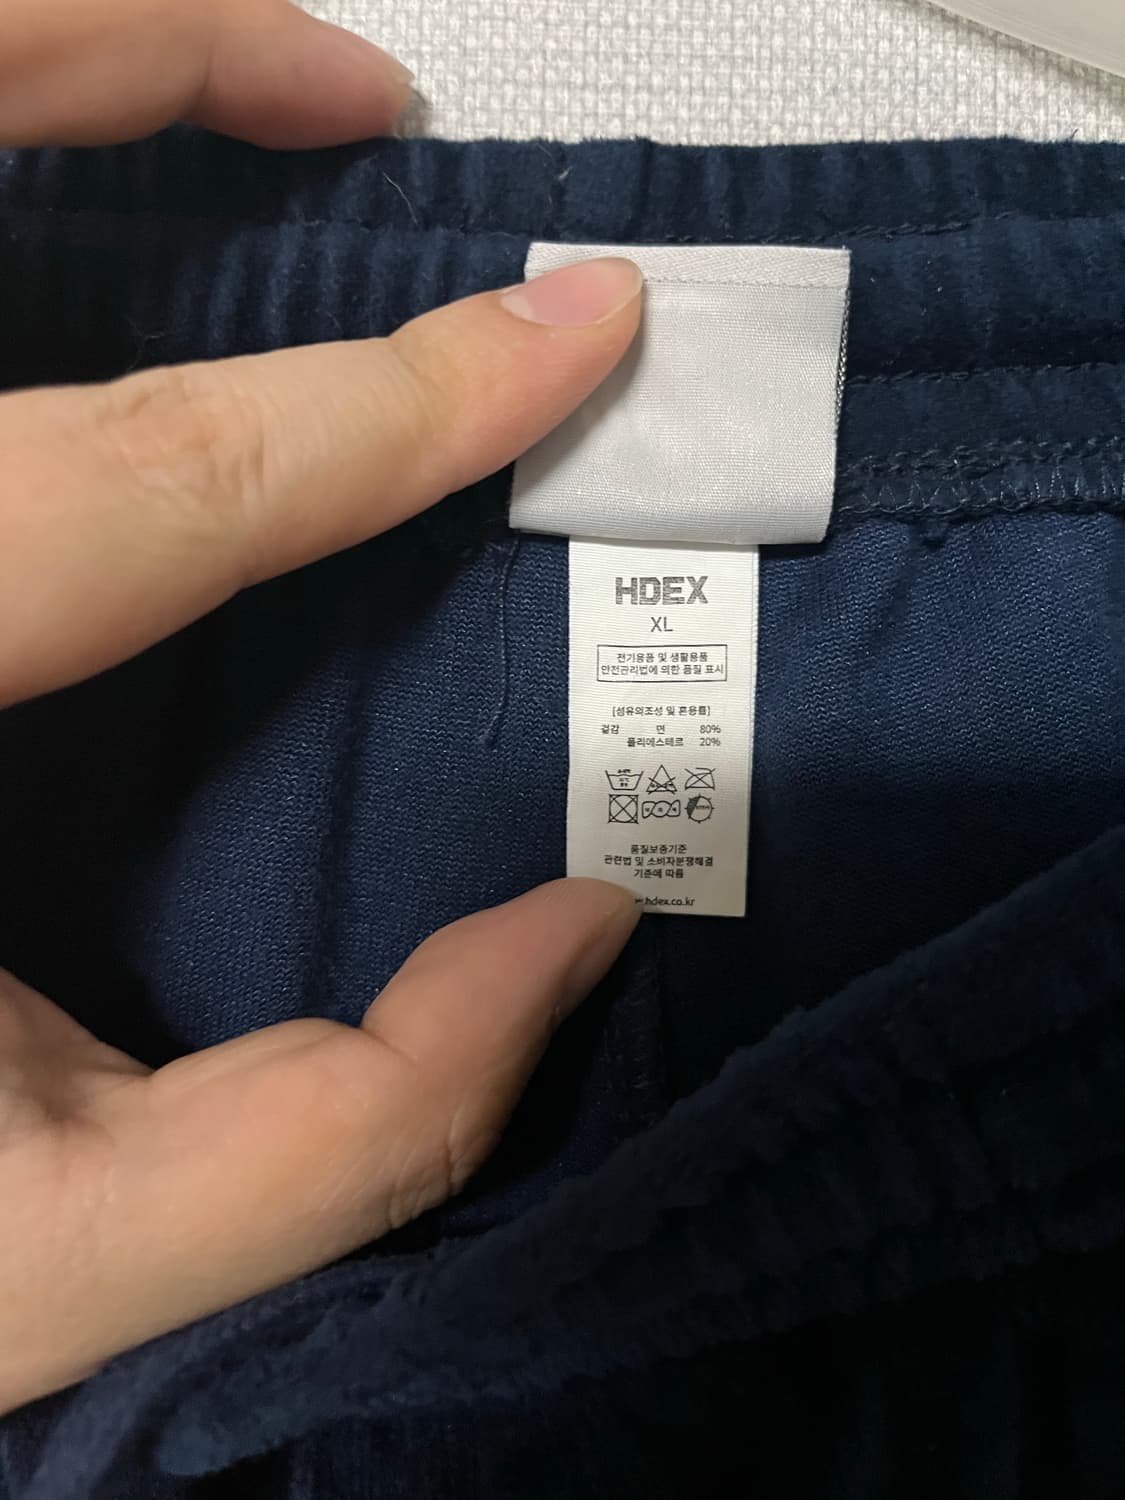 HDEX
XL
전기용품 및 생활용품
안전관리법에 의한 품질 표시
[섬유의조성 및 혼용률]
겉감 면 80%
폴리에스테르 20%
품질보증기준
관련법 및 소비자분쟁해결
기준에 따름
hdex.co.kr